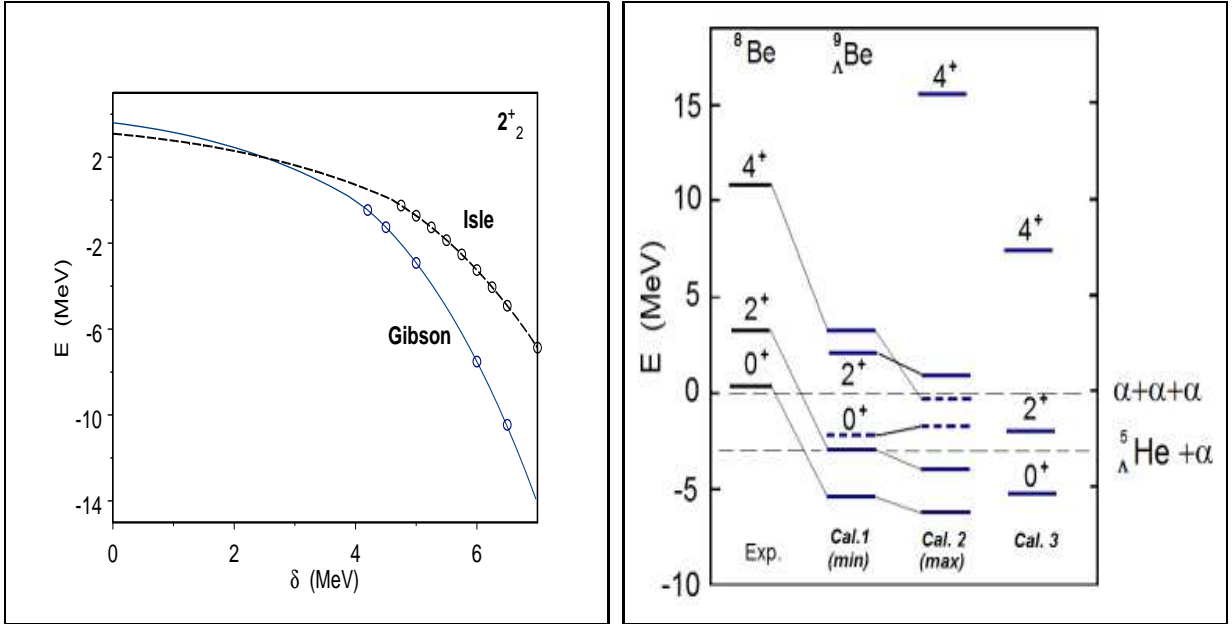 2⁺₂
2
-2
-6
-10
-14
E (MeV)
Isle
Gibson
0 2 4 6
δ (MeV)
⁸Be ⁹ΛBe
15
10
5
0
-5
-10
E (MeV)
4⁺
4⁺
4⁺
2⁺
0⁺
2⁺
0⁺
2⁺
0⁺
α+α+α
⁵ΛHe +α
Exp. Cal.1 Cal. 2 Cal. 3
(min) (max)